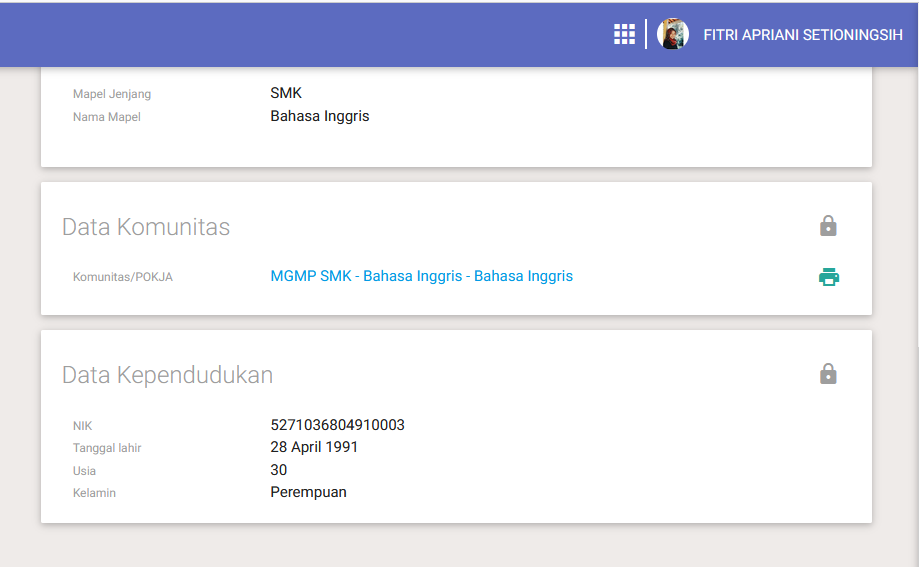 FITRI APRIANI SETIONINGSIH
Mapel Jenjang SMK
Nama Mapel Bahasa Inggris
Data Komunitas
Komunitas/POKJA MGMP SMK - Bahasa Inggris - Bahasa Inggris
Data Kependudukan
NIK 5271036804910003
Tanggal lahir 28 April 1991
Usia 30
Kelamin Perempuan